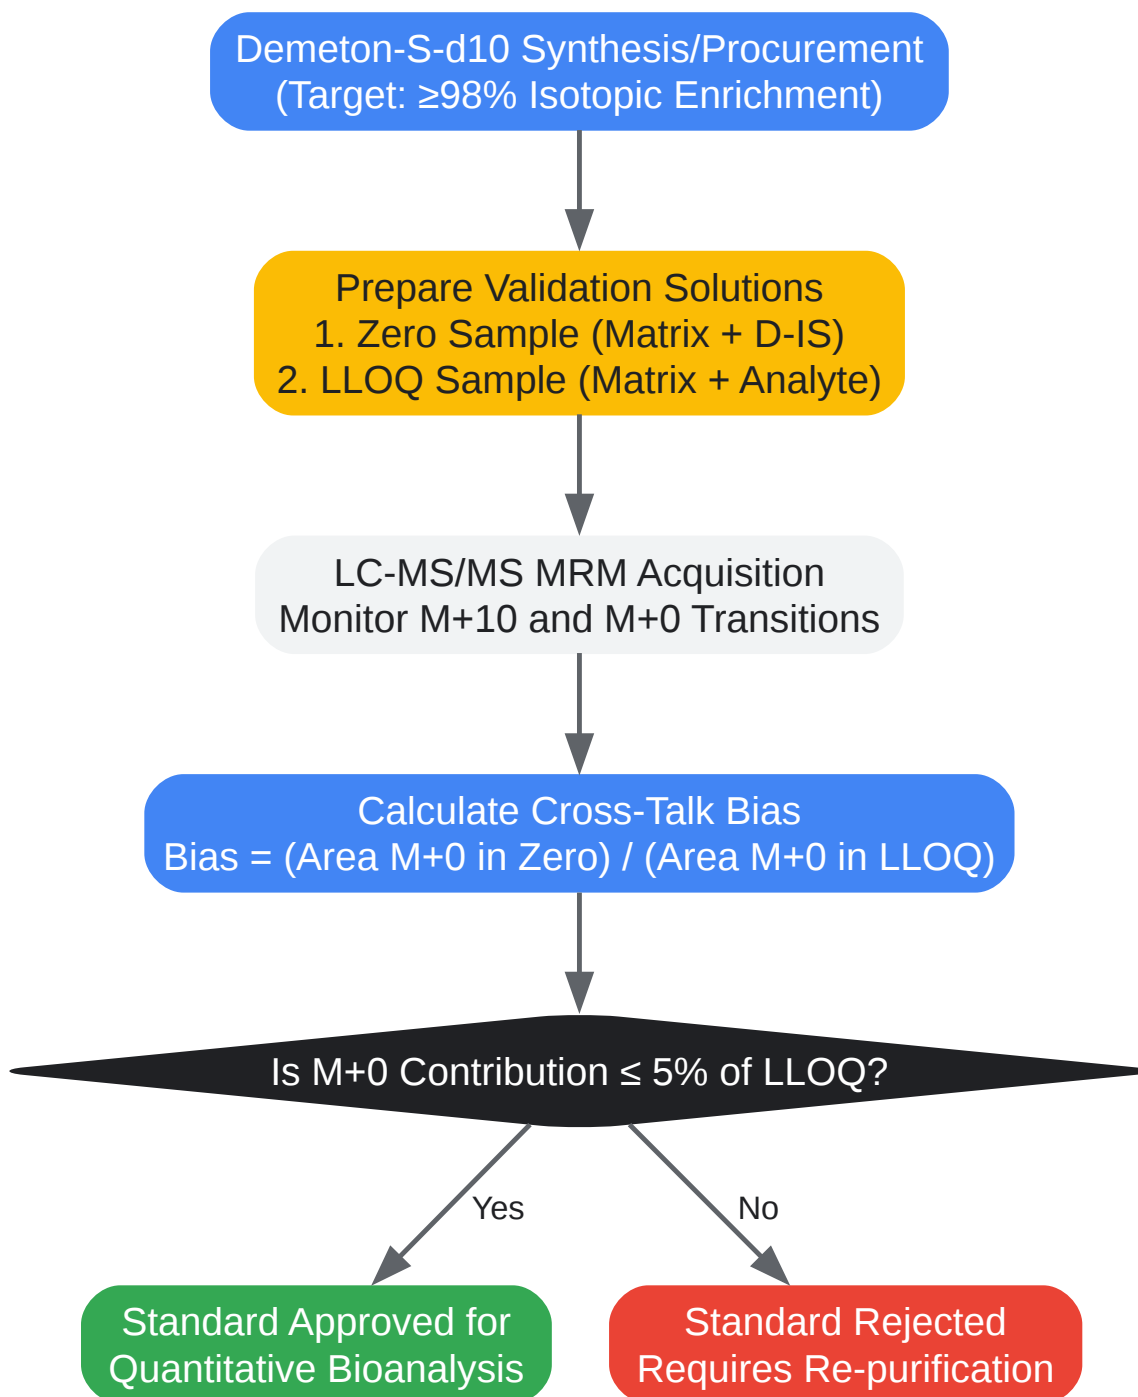 Demeton-S-d10 Synthesis/Procurement
(Target: ≥98% Isotopic Enrichment)
Prepare Validation Solutions
1. Zero Sample (Matrix + D-IS)
2. LLOQ Sample (Matrix + Analyte)
LC-MS/MS MRM Acquisition
Monitor M+10 and M+0 Transitions
Calculate Cross-Talk Bias
Bias = (Area M+0 in Zero) / (Area M+0 in LLOQ)
Is M+0 Contribution ≤ 5% of LLOQ?
Yes
No
Standard Approved for
Quantitative Bioanalysis
Standard Rejected
Requires Re-purification